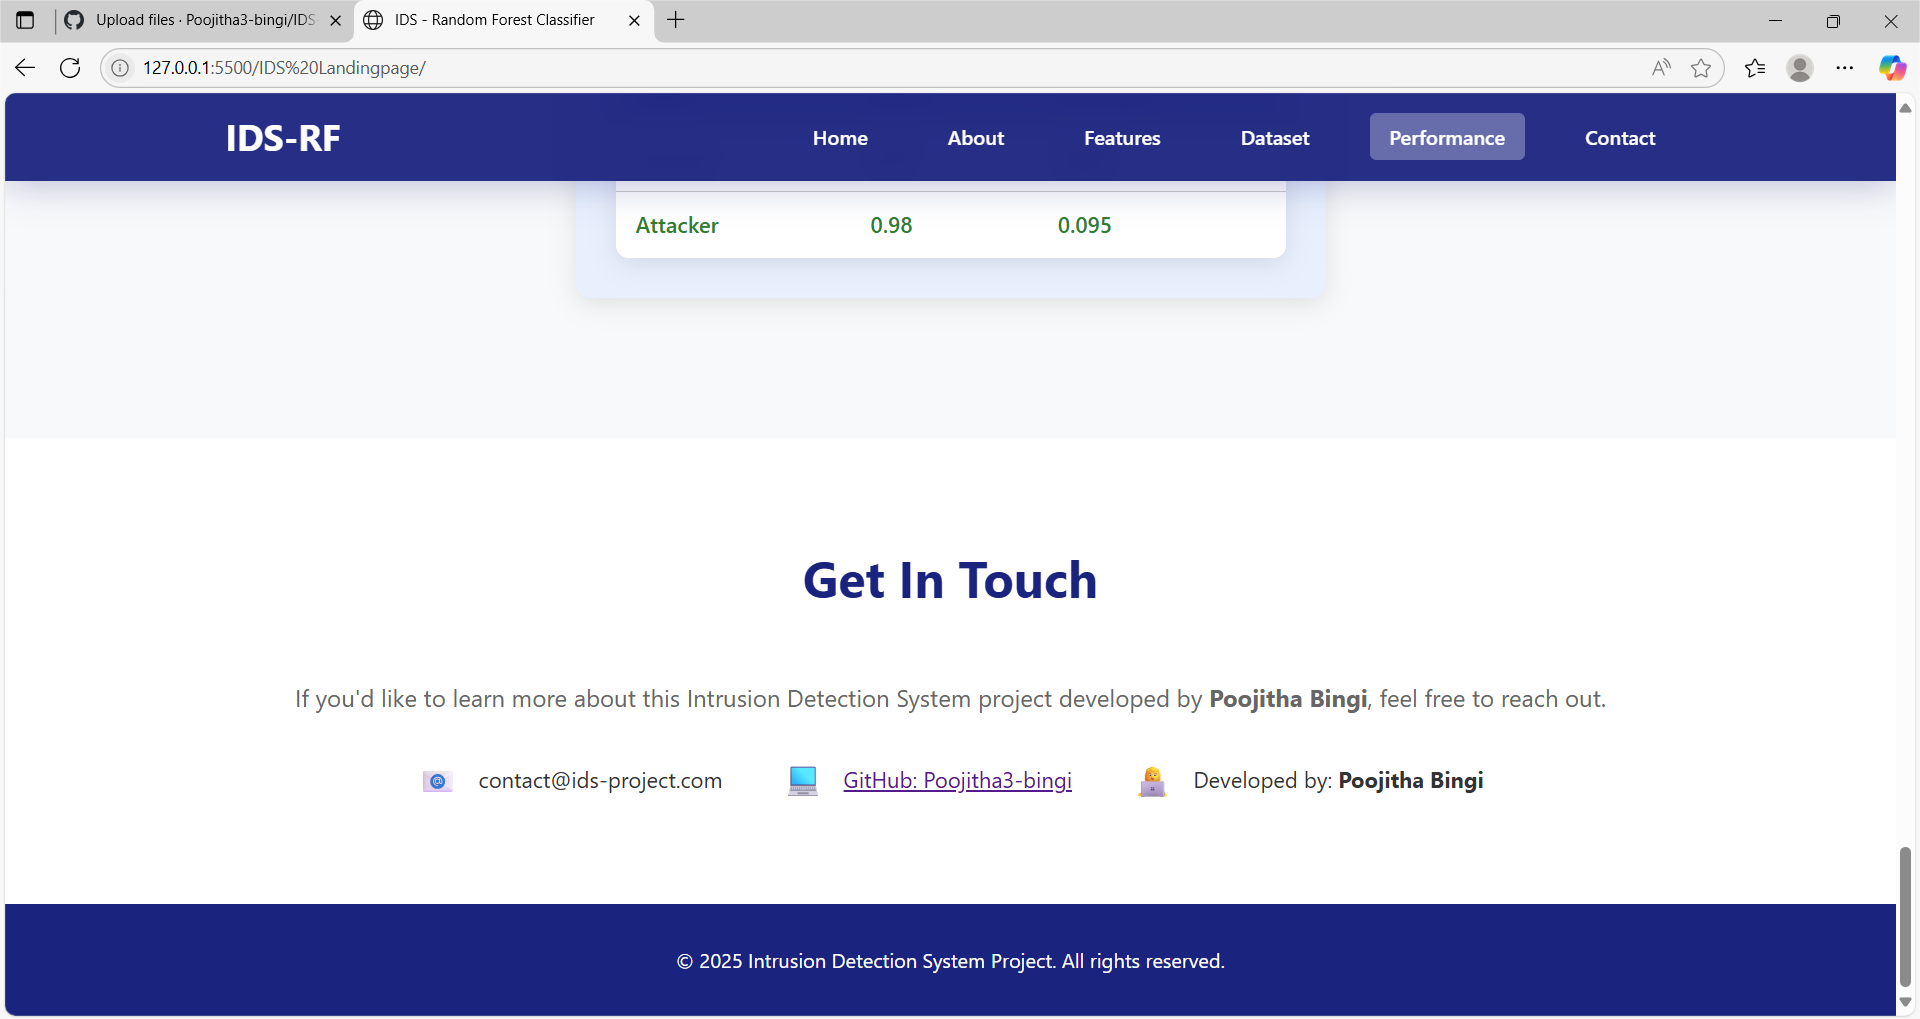 Upload files · Poojitha3-bingi/IDS
IDS - Random Forest Classifier
127.0.0.1:5500/IDS%20Landingpage/
IDS-RF
Home About Features Dataset Performance Contact
Attacker 0.98 0.095
Get In Touch
If you'd like to learn more about this Intrusion Detection System project developed by Poojitha Bingi, feel free to reach out.
contact@ids-project.com GitHub: Poojitha3-bingi Developed by: Poojitha Bingi
© 2025 Intrusion Detection System Project. All rights reserved.